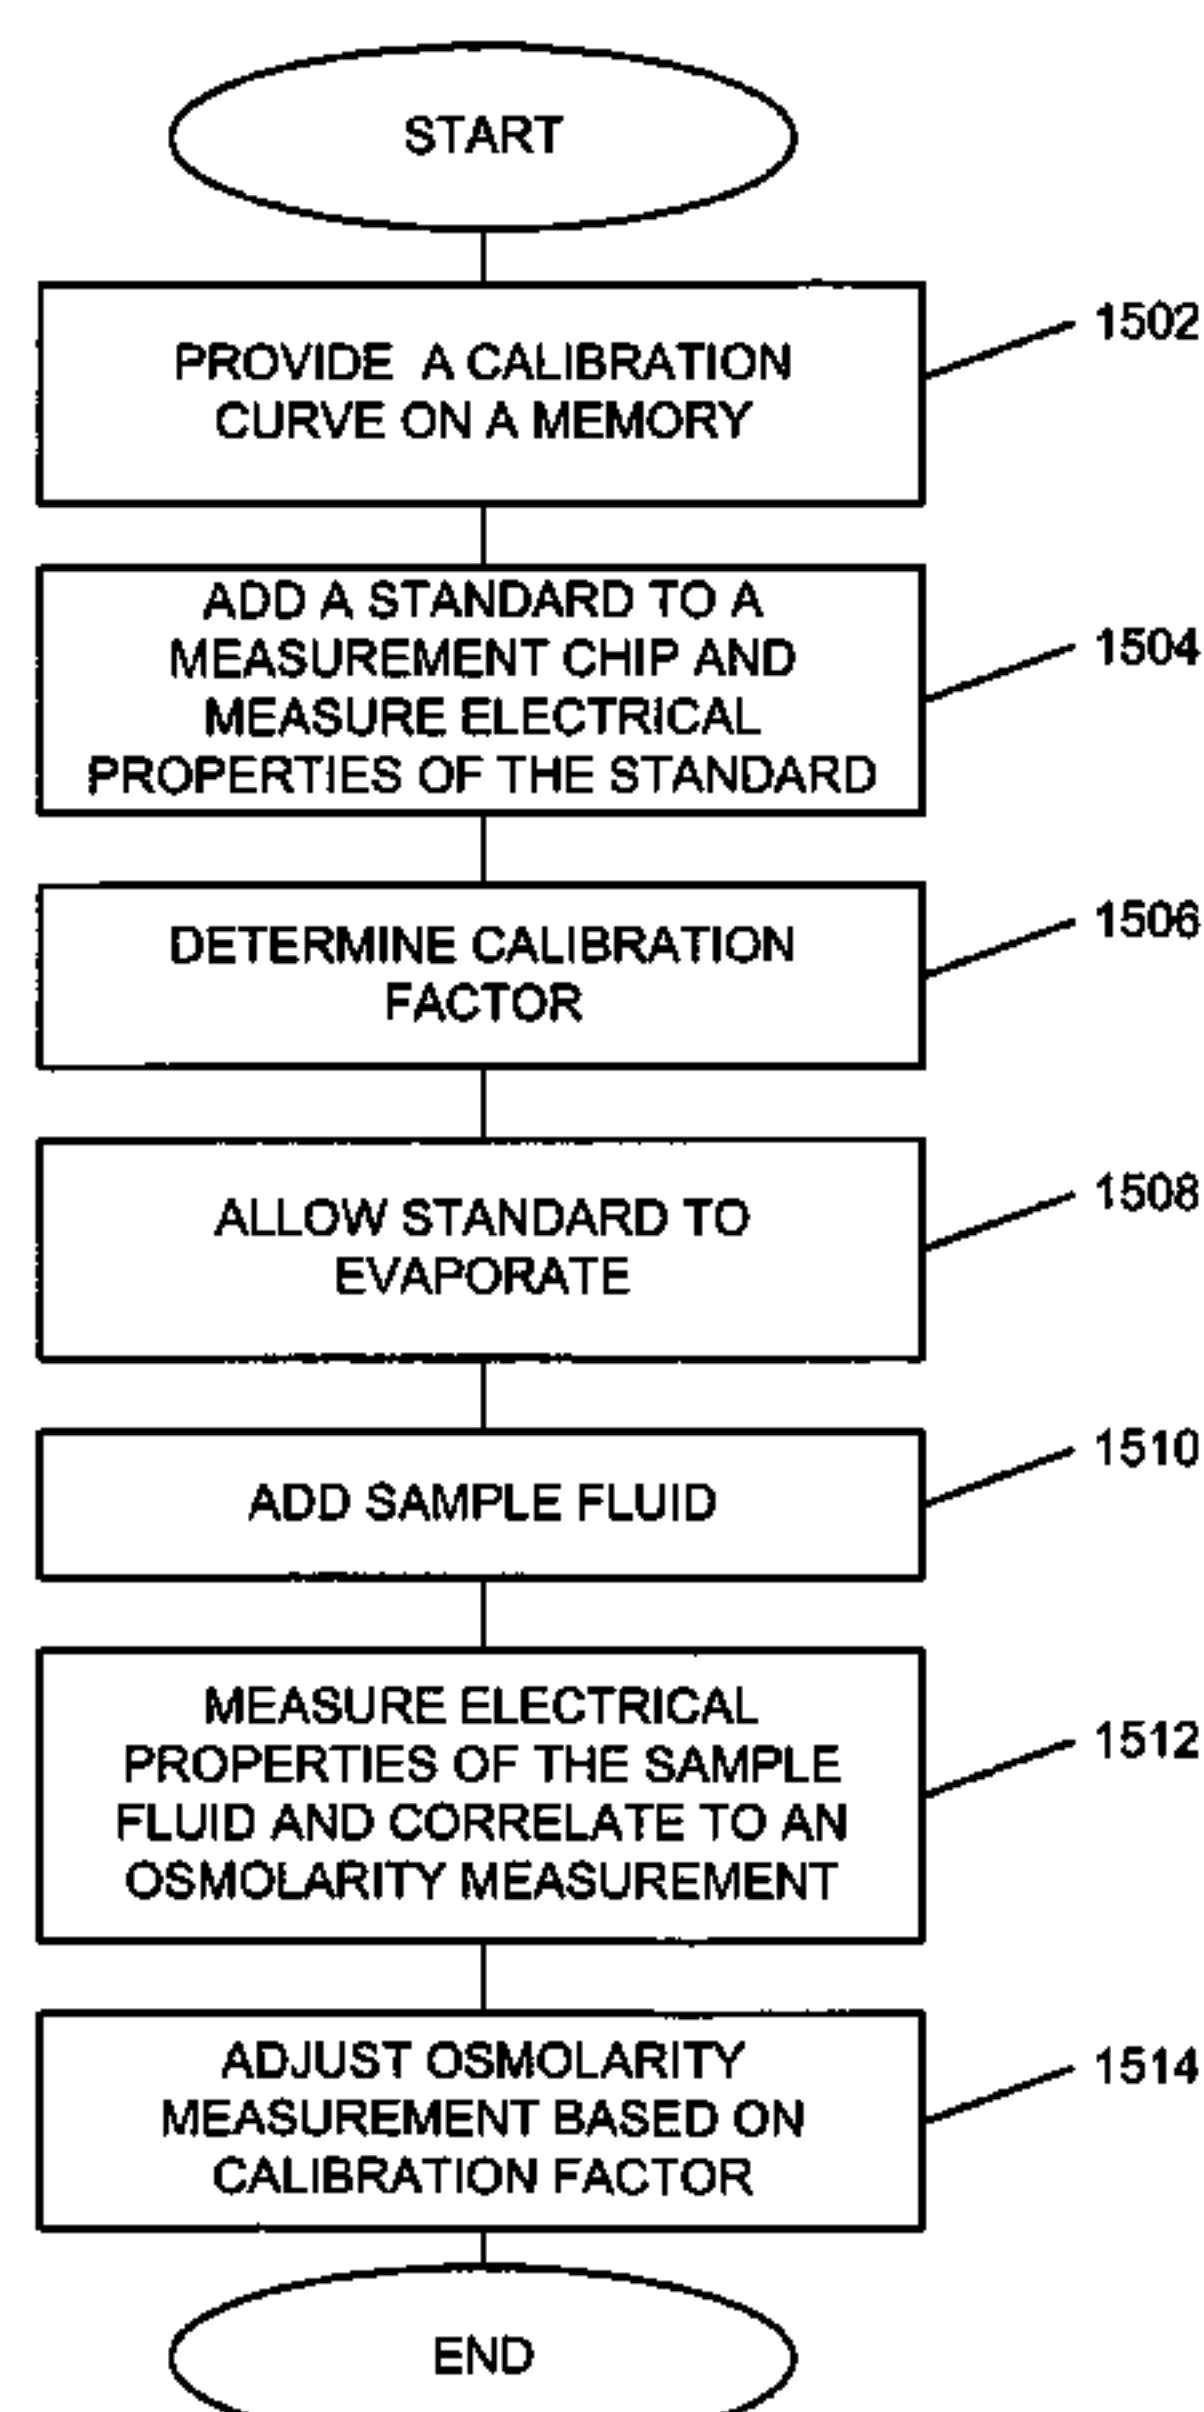 START
PROVIDE A CALIBRATION
CURVE ON A MEMORY
1502
ADD A STANDARD TO A
MEASUREMENT CHIP AND
MEASURE ELECTRICAL
PROPERTIES OF THE STANDARD
1504
DETERMINE CALIBRATION
FACTOR
1506
ALLOW STANDARD TO
EVAPORATE
1508
ADD SAMPLE FLUID
1510
MEASURE ELECTRICAL
PROPERTIES OF THE SAMPLE
FLUID AND CORRELATE TO AN
OSMOLARITY MEASUREMENT
1512
ADJUST OSMOLARITY
MEASUREMENT BASED ON
CALIBRATION FACTOR
1514
END